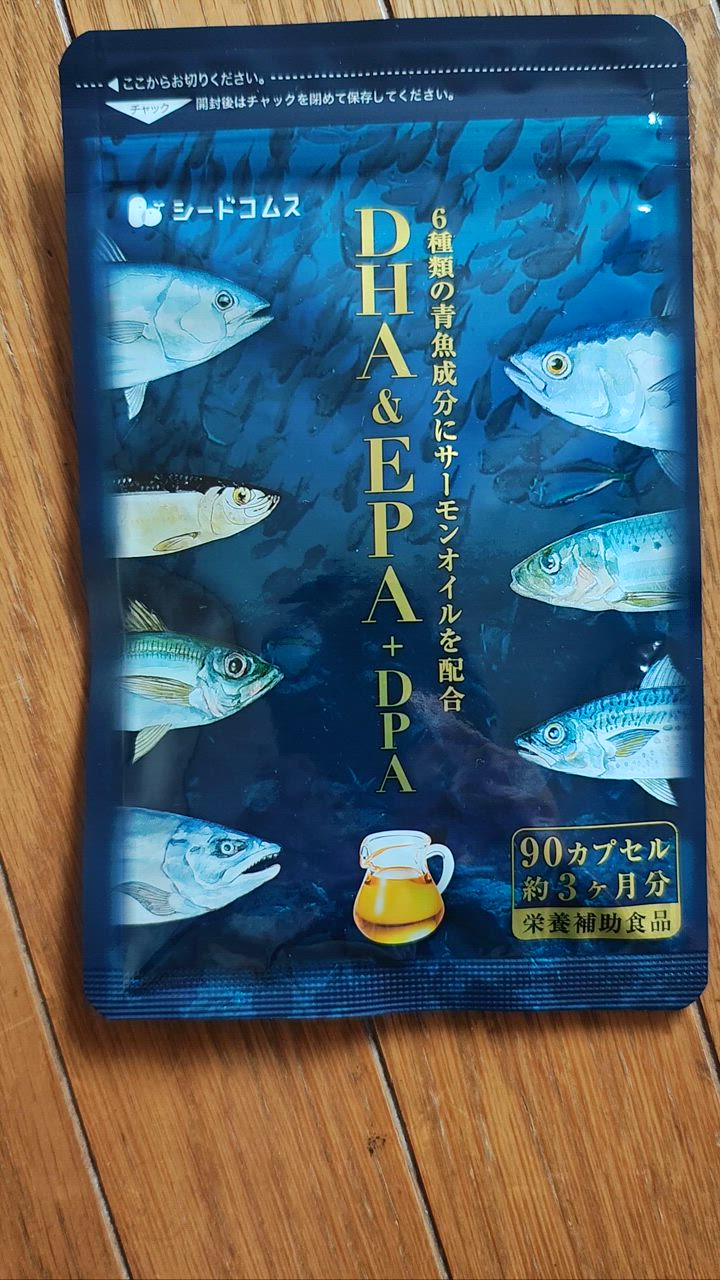 ここからお切りください。
チャック
開封後はチャックを閉めて保存してください。
シードコムス
6種類の青魚成分にサーモンオイルを配合
DHA & EPA + DPA
90カプセル
約3ヶ月分
栄養補助食品